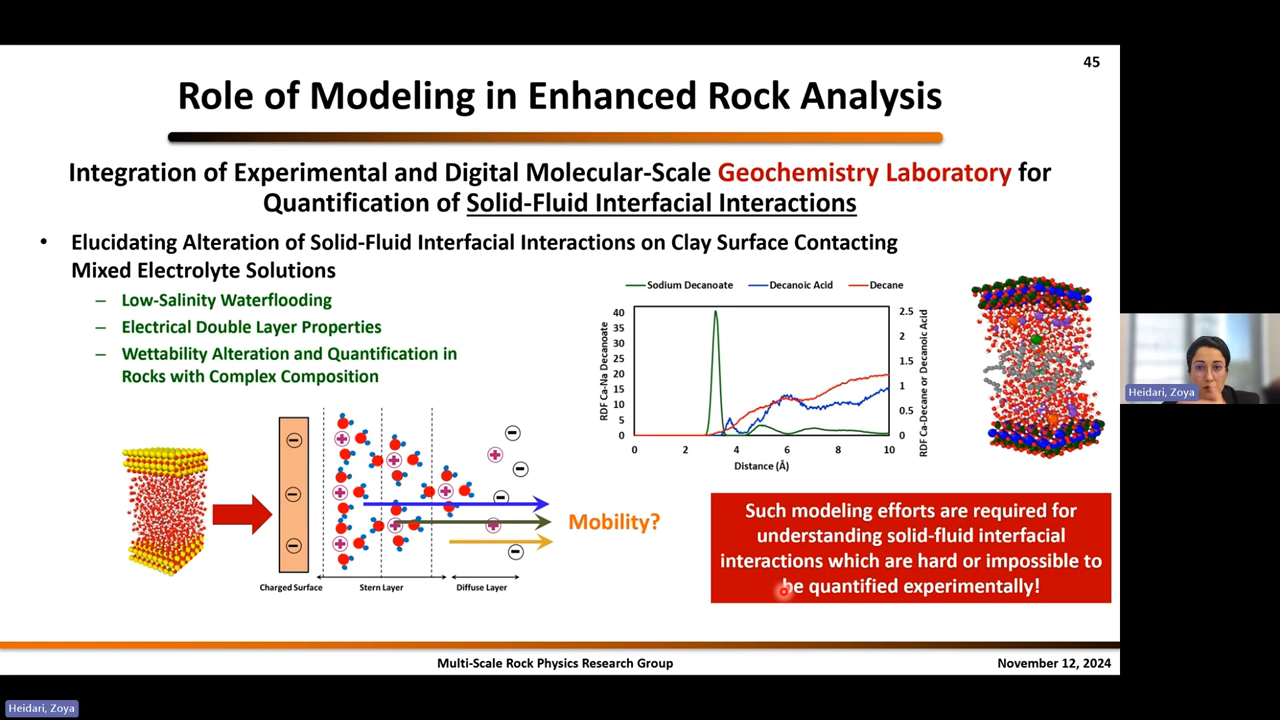 45
Role of Modeling in Enhanced Rock Analysis
Integration of Experimental and Digital Molecular-Scale Geochemistry Laboratory for
Quantification of Solid-Fluid Interfacial Interactions
• Elucidating Alteration of Solid-Fluid Interfacial Interactions on Clay Surface Contacting
Mixed Electrolyte Solutions
– Low-Salinity Waterflooding
– Electrical Double Layer Properties
– Wettability Alteration and Quantification in
Rocks with Complex Composition
Sodium Decanoate Decanoic Acid Decane
RDF Ca-Na Decanoate
40
35
30
25
20
15
10
5
0
2.5
2
1.5
1
0.5
0
RDF Ca-Decane or Decanoic Acid
0 2 4 6 8 10
Distance (Å)
Mobility?
Charged Surface Stern Layer Diffuse Layer
Such modeling efforts are required for
understanding solid-fluid interfacial
interactions which are hard or impossible to
be quantified experimentally!
Multi-Scale Rock Physics Research Group
November 12, 2024
Heidari, Zoya
Heidari, Zoya